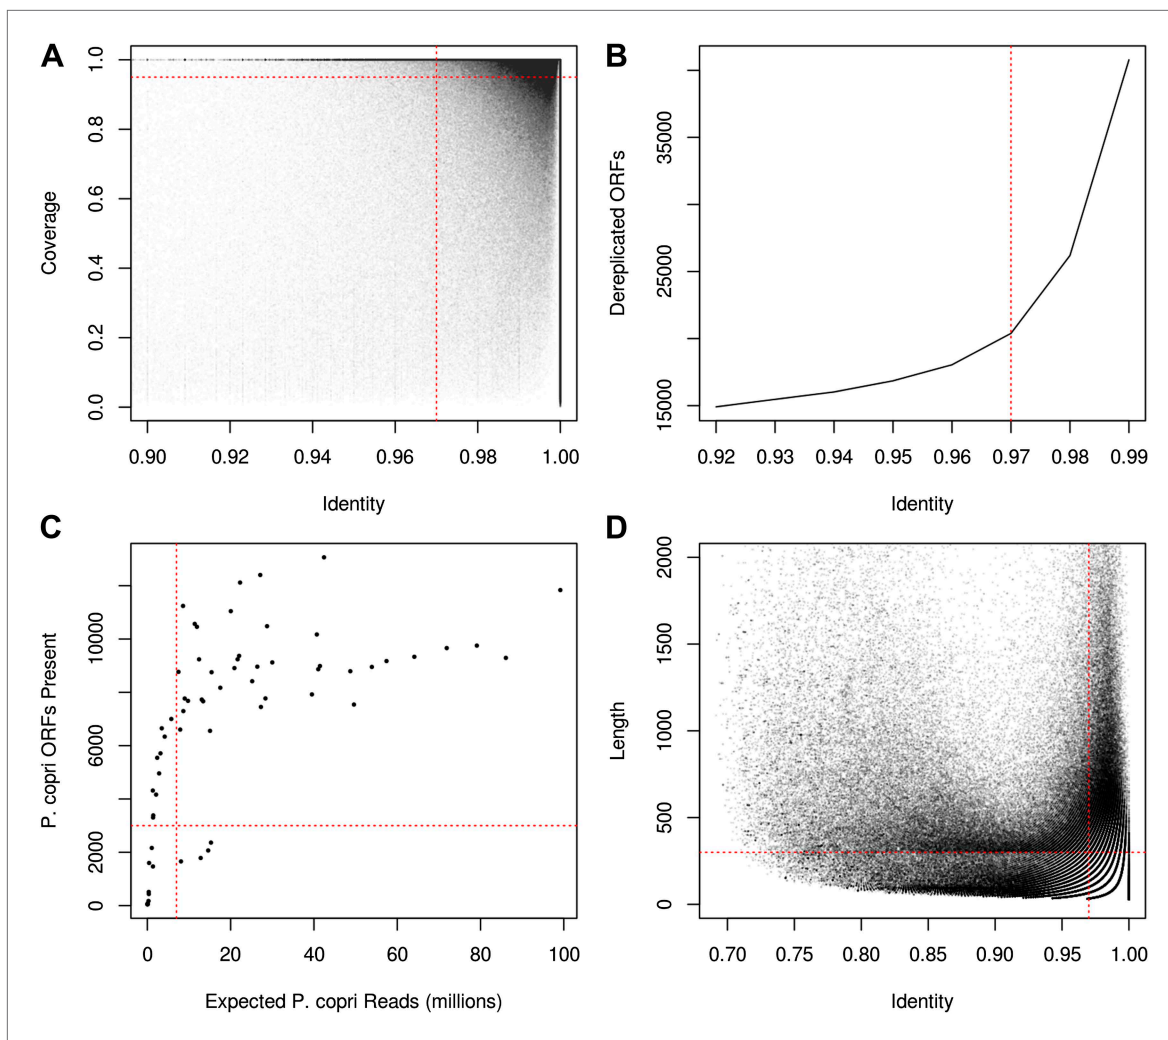 A
Coverage
1.0
0.8
0.6
0.4
0.2
0.0
0.90 0.92 0.94 0.96 0.98 1.00
Identity
B
Dereplicated ORFs
35000
25000
15000
0.92 0.93 0.94 0.95 0.96 0.97 0.98 0.99
Identity
C
P. copri ORFs Present
10000
6000
2000
0
0 20 40 60 80 100
Expected P. copri Reads (millions)
D
Length
2000
1500
1000
500
0
0.70 0.75 0.80 0.85 0.90 0.95 1.00
Identity